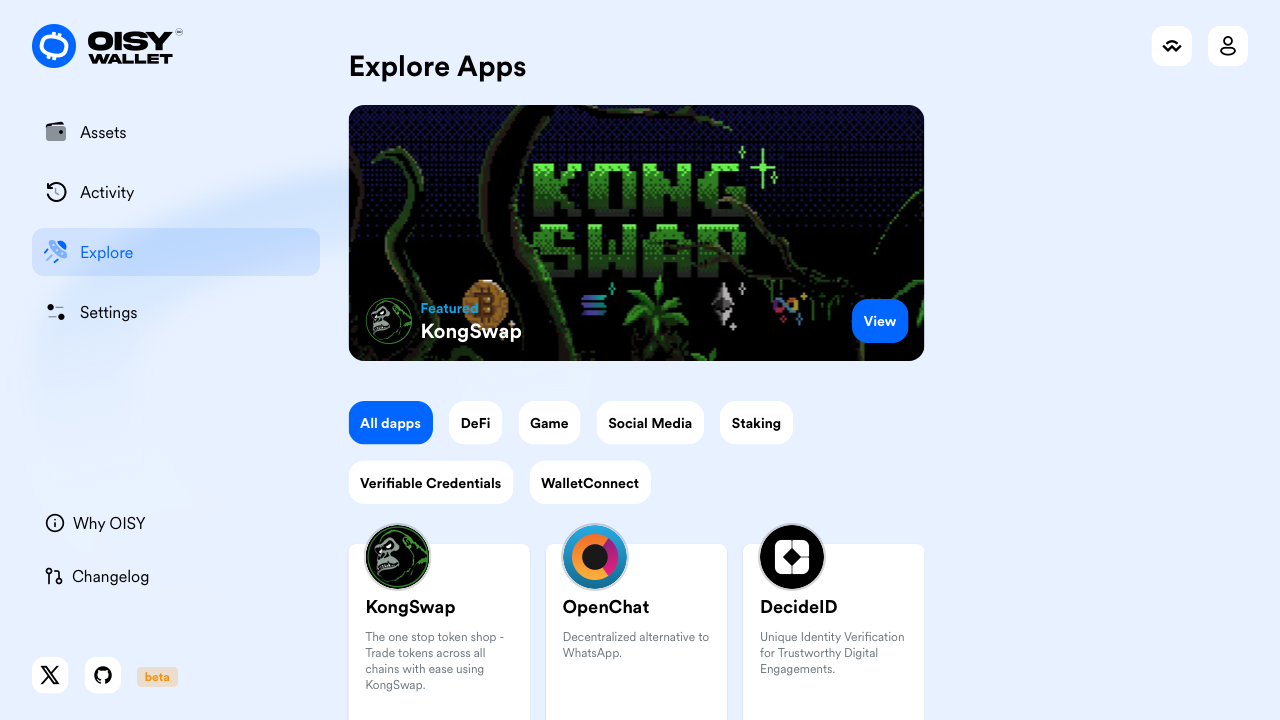 OISY
WALLET
Explore Apps
Assets
Activity
Explore
Settings
KONG
SWAP
Featured
KongSwap
View
All dapps
DeFi
Game
Social Media
Staking
Verifiable Credentials
WalletConnect
Why OISY
Changelog
beta
KongSwap
The one stop token shop -
Trade tokens across all
chains with ease using
KongSwap.
OpenChat
Decentralized alternative to
WhatsApp.
DecideID
Unique Identity Verification
for Trustworthy Digital
Engagements.